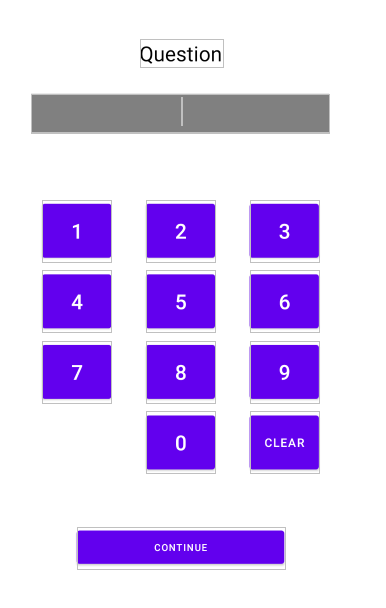 Question
1 2 3
4 5 6
7 8 9
0 CLEAR
CONTINUE